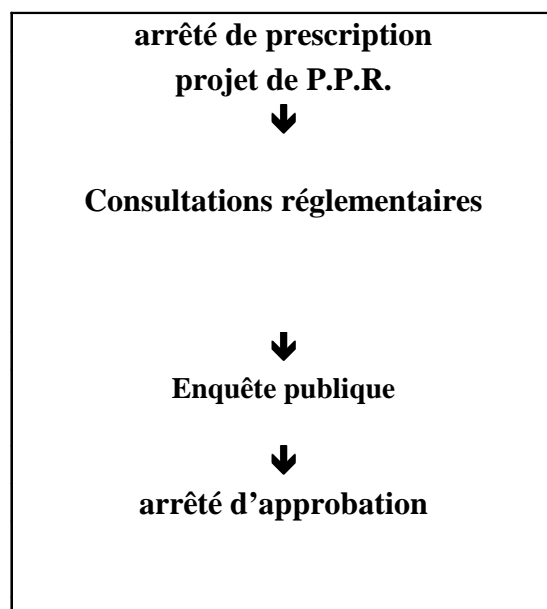 arrêté de prescription
projet de P.P.R.
Consultations réglementaires
Enquête publique
arrêté d’approbation